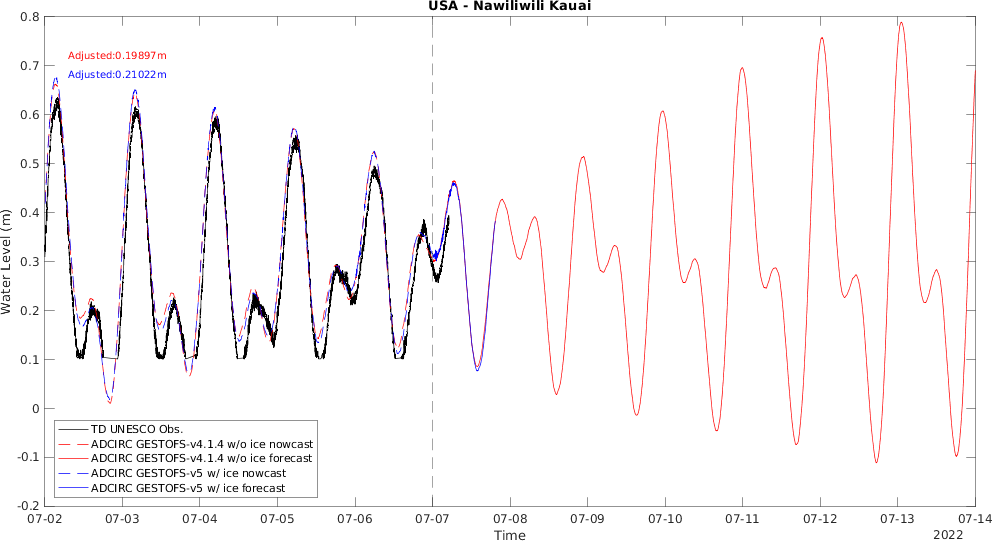 USA - Nawiliwili Kauai
Adjusted:0.19897m
Adjusted:0.21022m
0.8
0.7
0.6
0.5
0.4
0.3
0.2
0.1
0
-0.1
-0.2
Water Level (m)
TD UNESCO Obs.
ADCIRC GESTOFS-v4.1.4 w/o ice nowcast
ADCIRC GESTOFS-v4.1.4 w/o ice forecast
ADCIRC GESTOFS-v5 w/ ice nowcast
ADCIRC GESTOFS-v5 w/ ice forecast
07-02 07-03 07-04 07-05 07-06 07-07 07-08 07-09 07-10 07-11 07-12 07-13 07-14
Time
2022